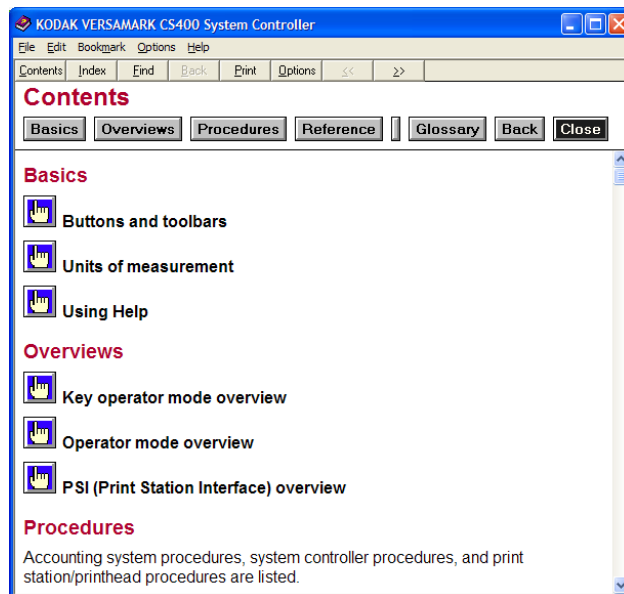 KODAK VERSAMARK CS400 System Controller
File Edit Bookmark Options Help
Contents Index Find Back Print Options << >>
Contents
Basics Overviews Procedures Reference Glossary Back Close
Basics
Buttons and toolbars
Units of measurement
Using Help
Overviews
Key operator mode overview
Operator mode overview
PSI (Print Station Interface) overview
Procedures
Accounting system procedures, system controller procedures, and print
station/printhead procedures are listed.